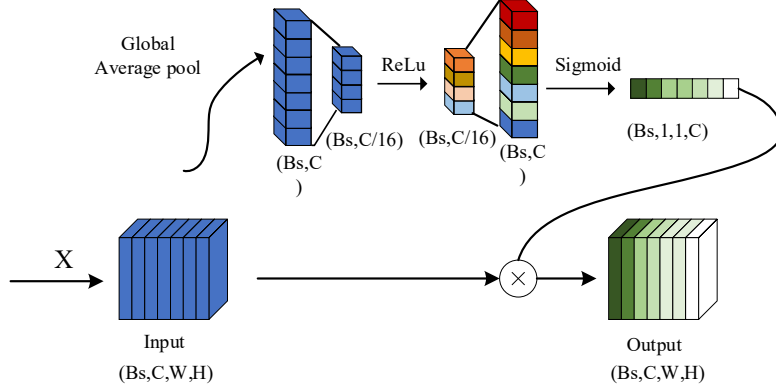 Global
Average pool
ReLu
Sigmoid
(Bs,C
)
(Bs,C/16)
(Bs,C/16)
(Bs,C
)
(Bs,1,1,C)
X
×
Input
(Bs,C,W,H)
Output
(Bs,C,W,H)